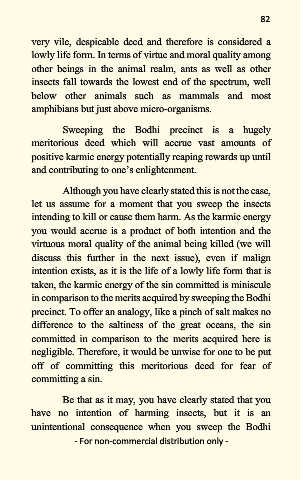 82
very vile, despicable deed and therefore is considered a
lowly life form. In terms of virtue and moral quality among
other beings in the animal realm, ants as well as other
insects fall towards the lowest end of the spectrum, well
below other animals such as mammals and most
amphibians but just above micro-organisms.
Sweeping the Bodhi precinct is a hugely
meritorious deed which will accrue vast amounts of
positive karmic energy potentially reaping rewards up until
and contributing to one's enlightenment.
Although you have clearly stated this is not the case,
let us assume for a moment that you sweep the insects
intending to kill or cause them harm. As the karmic energy
you would accrue is a product of both intention and the
virtuous moral quality of the animal being killed (we will
discuss this further in the next issue), even if malign
intention exists, as it is the life of a lowly life form that is
taken, the karmic energy of the sin committed is miniscule
in comparison to the merits acquired by sweeping the Bodhi
precinct. To offer an analogy, like a pinch of salt makes no
difference to the saltiness of the great oceans, the sin
committed in comparison to the merits acquired here is
negligible. Therefore, it would be unwise for one to be put
off of committing this meritorious deed for fear of
committing a sin.
Be that as it may, you have clearly stated that you
have no intention of harming insects, but it is an
unintentional consequence when you sweep the Bodhi
- For non-commercial distribution only -